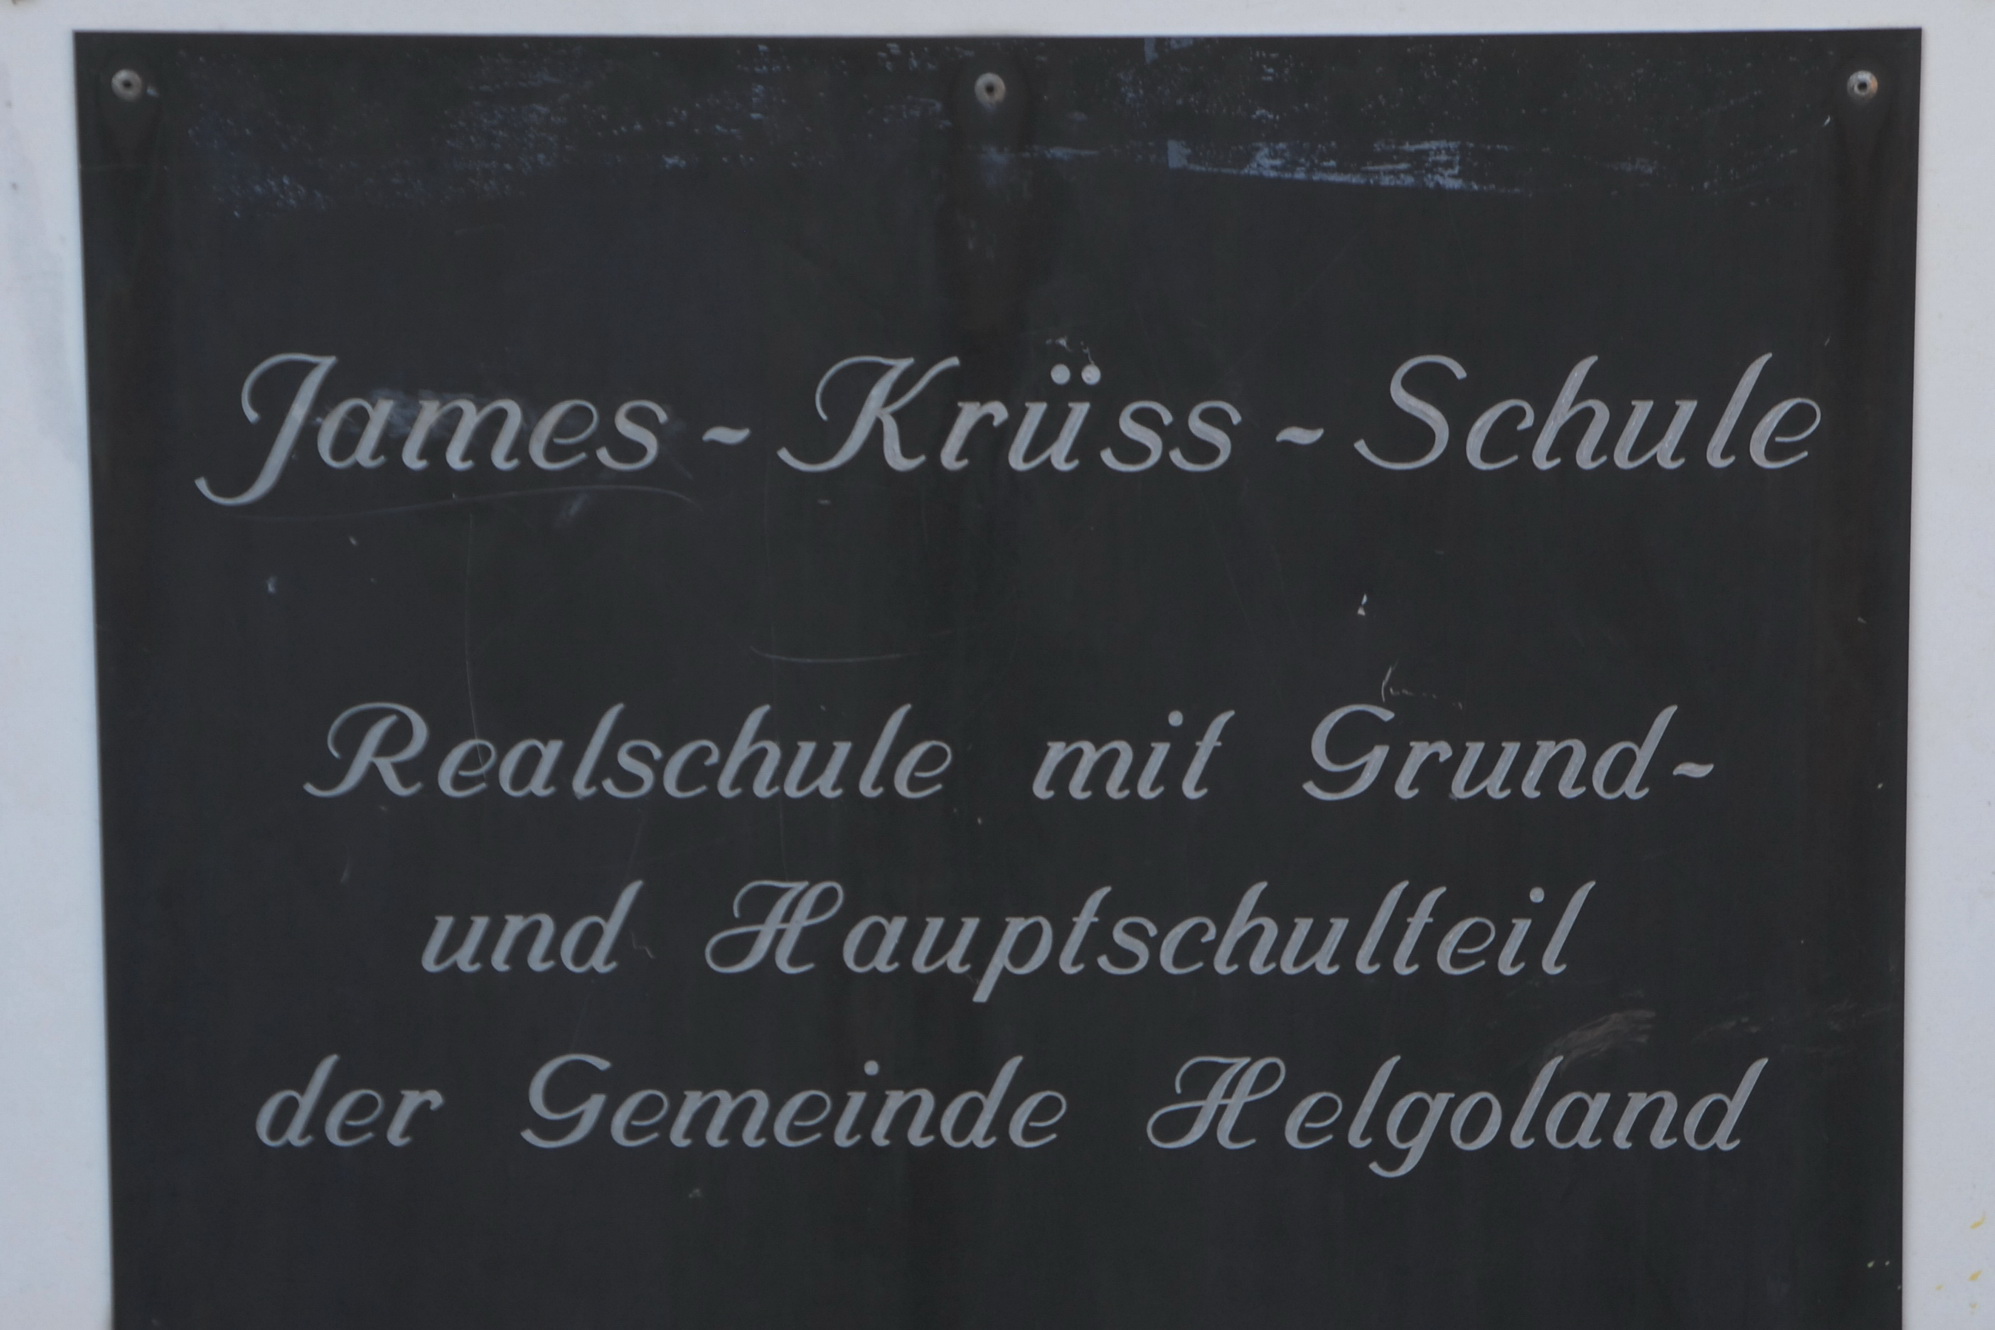 James-Krüss-Schule
Realschule mit Grund-
und Hauptschulteil
der Gemeinde Helgoland